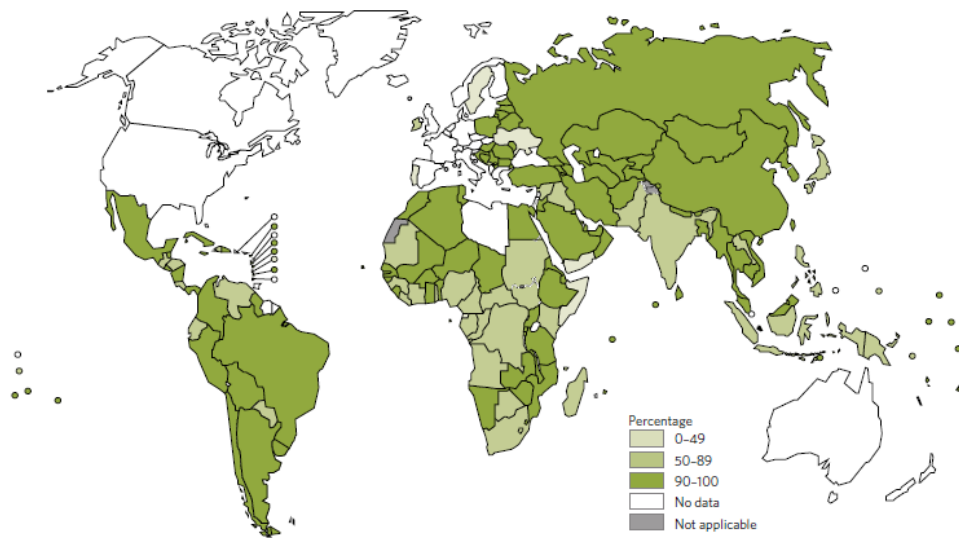 Percentage
0–49
50–89
90–100
No data
Not applicable